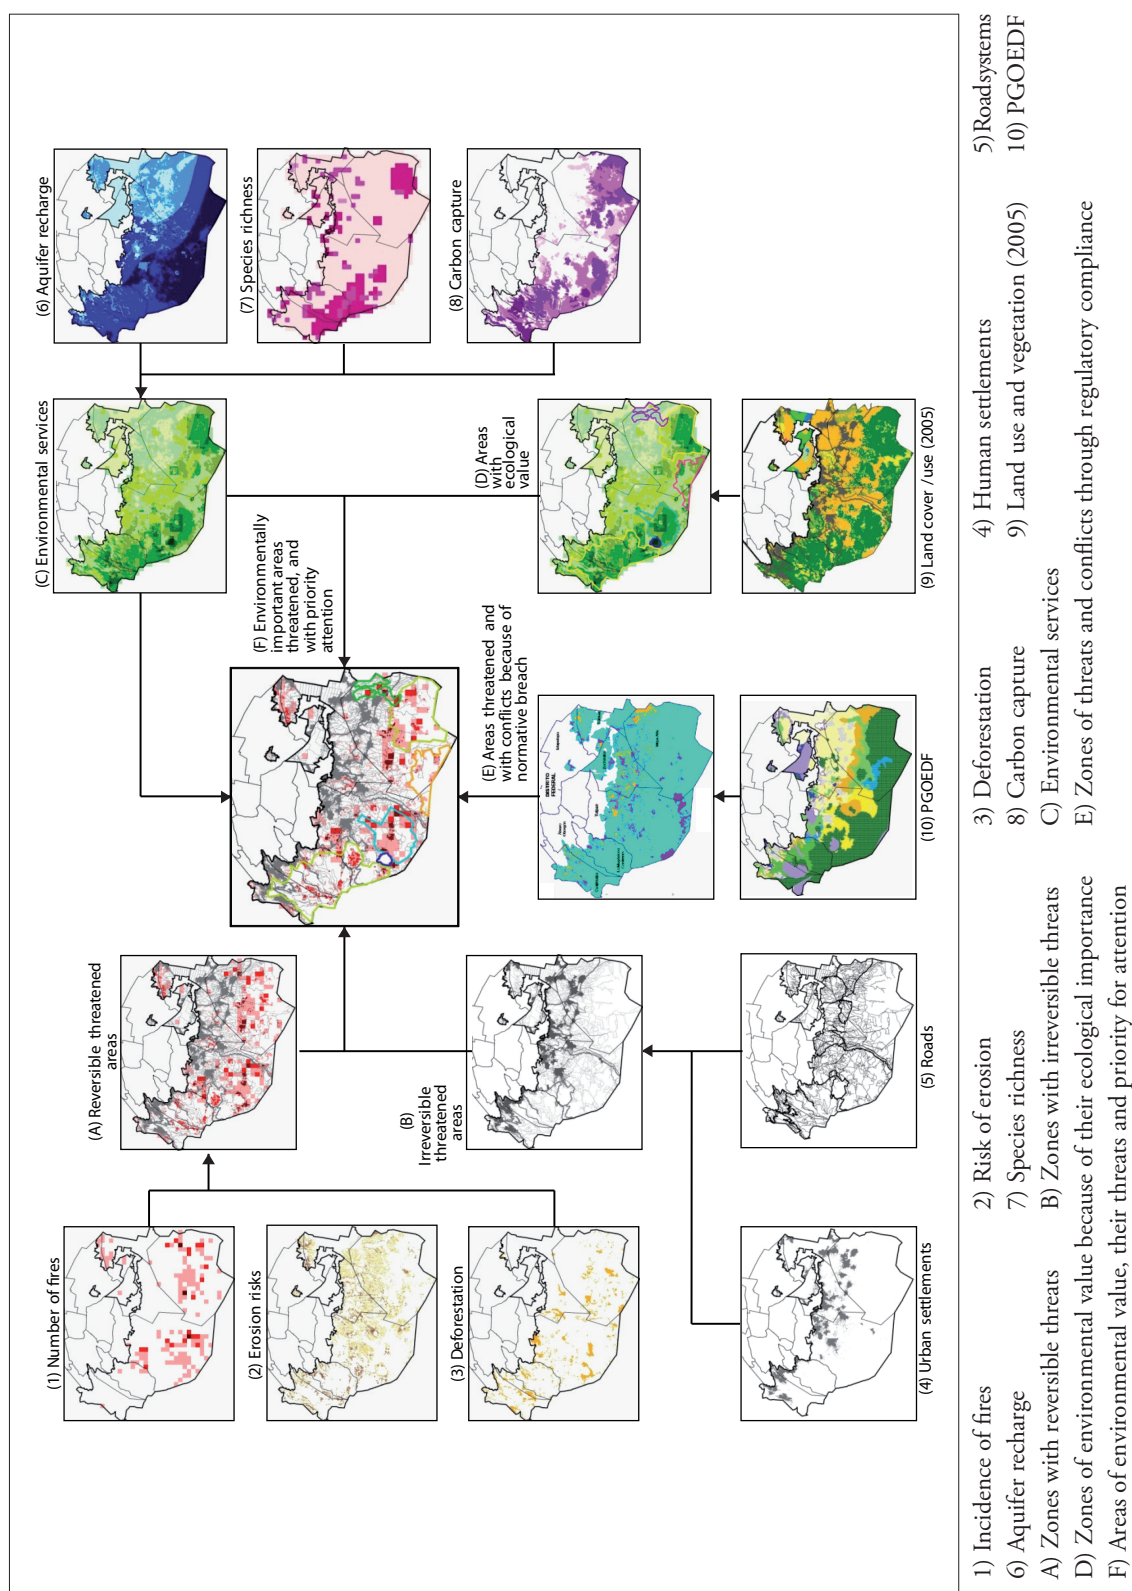 (1) Number of fires
(2) Erosion risks
(3) Deforestation
(4) Urban settlements
(A) Reversible threatened
areas
(B)
Irreversible
threatened
areas
(5) Roads
(F) Environmentally
important areas
threatened, and
with priority
attention
(E) Areas threatened and
with conflicts because of
normative breach
DISTRITO
FEDERAL
(10) PGOEDF
(C) Environmental services
(D) Areas
with
ecological
value
(9) Land cover / use (2005)
(6) Aquifer recharge
(7) Species richness
(8) Carbon capture
1) Incidence of fires 2) Risk of erosion 3) Deforestation 4) Human settlements 5)Roadsystems
6) Aquifer recharge 7) Species richness 8) Carbon capture 9) Land use and vegetation (2005) 10) PGOEDF
A) Zones with reversible threats B) Zones with irreversible threats C) Environmental services
D) Zones of environmental value because of their ecological importance E) Zones of threats and conflicts through regulatory compliance
F) Areas of environmental value, their threats and priority for attention